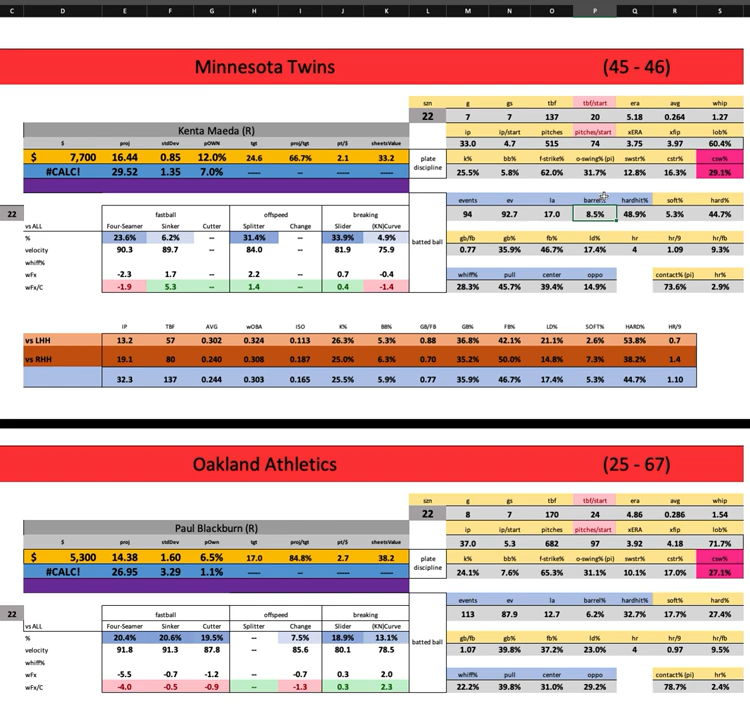 C D E F G H I J K L M N O P Q R S
Minnesota Twins (45 - 46)
szn g gs tbf tbf/start era avg whip
22 7 7 137 20 5.18 0.264 1.27
Kenta Maeda (R) ip ip/start pitches pitches/start xERA xfip lob%
33.0 4.7 515 74 3.75 3.97 60.4%
$ proj stdDev pOWN tgt proj/tgt pt/$ sheetsValue
$ 7,700 16.44 0.85 12.0% 24.6 66.7% 2.1 33.2 plate discipline k% bb% f-strike% o-swing% (pi) swstr% cstr% csw%
#CALC! 29.52 1.35 7.0% ---- -- ---- ---- 25.5% 5.8% 62.0% 31.7% 12.8% 16.3% 29.1%
events ev la barrel% hardhit% soft% hard%
22 fastball offspeed breaking 94 92.7 17.0 8.5% 48.9% 5.3% 44.7%
vs ALL Four-Seamer Sinker Cutter Splitter Change Slider (KN)Curve
% 23.6% 6.2% -- 31.4% -- 33.9% 4.9% batted ball gb/fb gb% fb% ld% hr hr/9 hr/fb
velocity 90.3 89.7 -- 84.0 -- 81.9 75.9 0.77 35.9% 46.7% 17.4% 4 1.09 9.3%
whiff%
wFx -2.3 1.7 2.2 0.7 -0.4 whiff% pull center oppo contact% (pi) hr%
wFx/C -1.9 5.3 -- 1.4 -- 0.4 -1.4 28.3% 45.7% 39.4% 14.9% 73.6% 2.9%
IP TBF AVG wOBA ISO K% BB% GB/FB GB% FB% LD% SOFT% HARD% HR/9
vs LHH 13.2 57 0.302 0.324 0.113 26.3% 5.3% 0.88 36.8% 42.1% 21.1% 2.6% 53.8% 0.7
vs RHH 19.1 80 0.240 0.308 0.187 25.0% 6.3% 0.70 35.2% 50.0% 14.8% 7.3% 38.2% 1.4
32.3 137 0.244 0.303 0.165 25.5% 5.9% 0.77 35.9% 46.7% 17.4% 5.3% 44.7% 1.10
Oakland Athletics (25 - 67)
szn g gs tbf tbf/start era avg whip
22 8 7 170 24 4.86 0.286 1.54
Paul Blackburn (R) ip ip/start pitches pitches/start xERA xfip lob%
37.0 5.3 682 97 3.92 4.18 71.7%
$ proj stdDev pOwn tgt proj/tgt pt/$ sheetsValue
$ 5,300 14.38 1.60 6.5% 17.0 84.8% 2.7 38.2 plate discipline k% bb% f-strike% o-swing% (pi) swstr% cstr% csw%
#CALC! 26.95 3.29 1.1% ---- -- ---- ---- 24.1% 7.6% 65.3% 31.1% 10.1% 17.0% 27.1%
events ev la barrel% hardhit% soft% hard%
22 fastball offspeed breaking 113 87.9 12.7 6.2% 32.7% 17.7% 27.4%
vs ALL Four-Seamer Sinker Cutter Splitter Change Slider (KN)Curve
% 20.4% 20.6% 19.5% -- 7.5% 18.9% 13.1% batted ball gb/fb gb% fb% ld% hr hr/9 hr/fb
velocity 91.8 91.3 87.8 -- 85.6 80.1 78.5 1.07 39.8% 37.2% 23.0% 4 0.97 9.5%
whiff%
wFx -5.5 -0.7 -1.2 -0.7 0.3 2.0 whiff% pull center oppo contact% (pi) hr%
wFx/C -4.0 -0.5 -0.9 -- -1.3 0.3 2.3 22.2% 39.8% 31.0% 29.2% 78.7% 2.4%